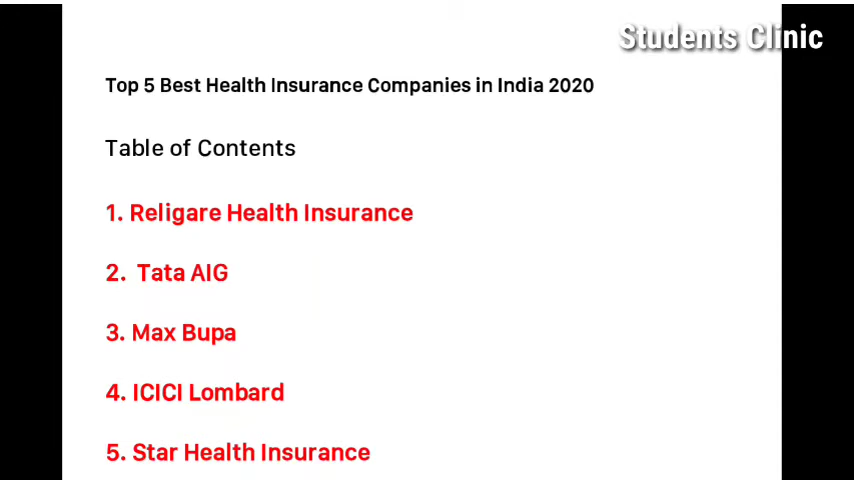 Students Clinic
Top 5 Best Health Insurance Companies in India 2020
Table of Contents
1. Religare Health Insurance
2. Tata AIG
3. Max Bupa
4. ICICI Lombard
5. Star Health Insurance